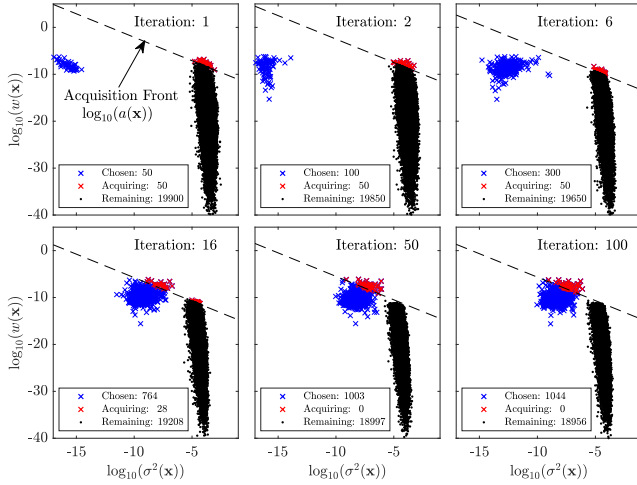 Iteration: 1
Iteration: 2
Iteration: 6
0
-10
-20
-30
-40
log₁₀(w(x))
Acquisition Front
log₁₀(a(x))
Chosen: 50
Acquiring: 50
Remaining: 19900
Chosen: 100
Acquiring: 50
Remaining: 19850
Chosen: 300
Acquiring: 50
Remaining: 19650
Iteration: 16
Iteration: 50
Iteration: 100
0
-10
-20
-30
-40
log₁₀(w(x))
Chosen: 764
Acquiring: 28
Remaining: 19208
Chosen: 1003
Acquiring: 0
Remaining: 18997
Chosen: 1044
Acquiring: 0
Remaining: 18956
-15 -10 -5
-15 -10 -5
-15 -10 -5
log₁₀(σ²(x))
log₁₀(σ²(x))
log₁₀(σ²(x))